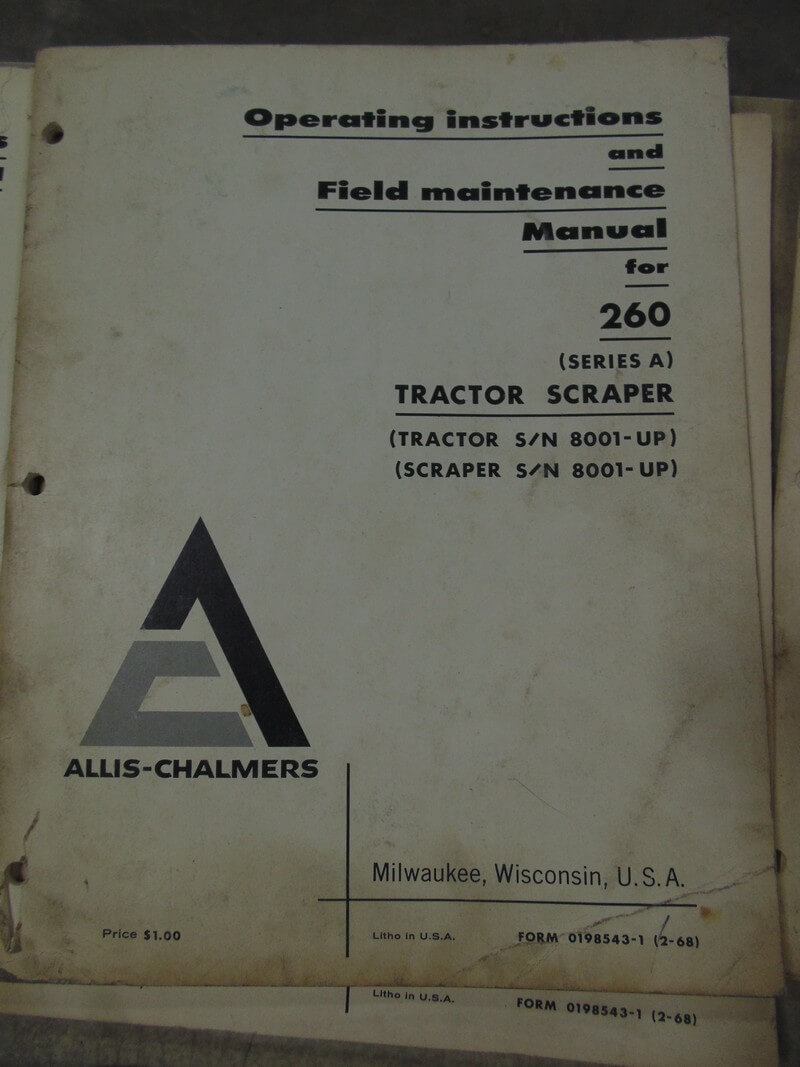 Operating instructions
and
Field maintenance
Manual
for
260
(SERIES A)
TRACTOR SCRAPER
(TRACTOR S/N 8001-UP)
(SCRAPER S/N 8001-UP)
ALLIS-CHALMERS
Milwaukee, Wisconsin, U.S.A.
Price $1.00
Litho in U.S.A.
FORM 0198543-1 (2-68)
Litho in U.S.A.
FORM 0198543-1 (2-68)